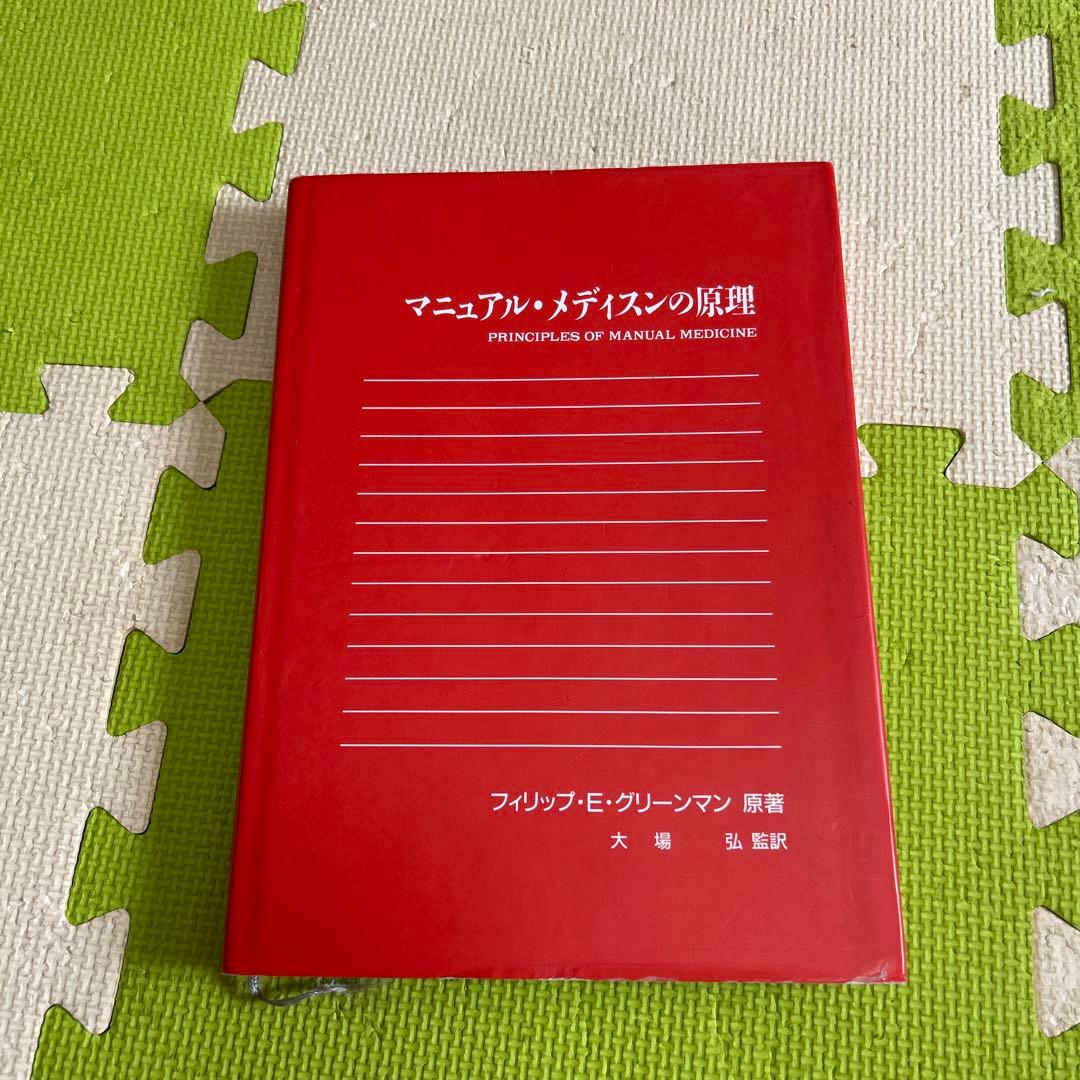 マニュアル・メディスンの原理
PRINCIPLES OF MANUAL MEDICINE
フィリップ・E・グリーンマン 原著
大場 弘 監訳